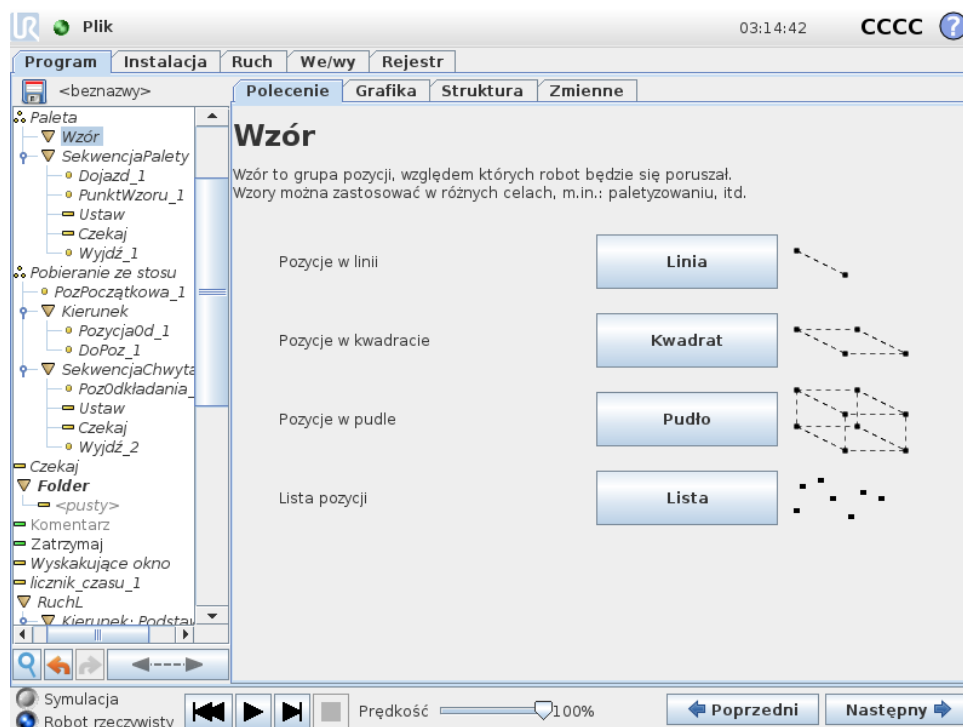 UR Plik 03:14:42 CCCC ?
Program Instalacja Ruch We/wy Rejestr
<beznazwy>
Polecenie Grafika Struktura Zmienne
Paleta
Wzór
SekwencjaPalety
Dojazd_1
PunktWzoru_1
Ustaw
Czekaj
Wyjdź_1
Pobieranie ze stosu
PozPoczątkowa_1
Kierunek
PozycjaOd_1
DoPoz_1
SekwencjaChwyta
PozOdkładania_
Ustaw
Czekaj
Wyjdź_2
Czekaj
Folder
<pusty>
Komentarz
Zatrzymaj
Wyskakujące okno
licznik_czasu_1
RuchL
Kierunek: Podstaw
Wzór
Wzór to grupa pozycji, względem których robot będzie się poruszał.
Wzory można zastosować w różnych celach, m.in.: paletyzowaniu, itd.
Pozycje w linii Linia
Pozycje w kwadracie Kwadrat
Pozycje w pudle Pudło
Lista pozycji Lista
Symulacja
Robot rzeczywisty
Prędkość 100%
Poprzedni Następny